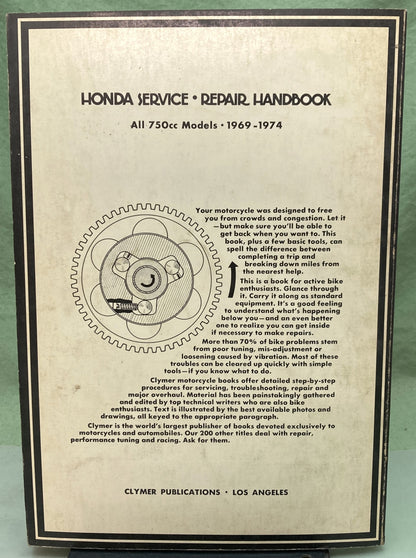 HONDA SERVICE • REPAIR HANDBOOK
All 750cc Models • 1969-1974
Your motorcycle was designed to free
you from crowds and congestion. Let it
—but make sure you'll be able to
get back when you want to. This
book, plus a few basic tools, can
spell the difference between
completing a trip and
breaking down miles from
the nearest help.
This is a book for active bike
enthusiasts. Glance through
it. Carry it along as standard
equipment. It's a good feeling
to understand what's happening
below you—and an even better
one to realize you can get inside
if necessary to make repairs.
More than 70% of bike problems stem
from poor tuning, mis-adjustment or
loosening caused by vibration. Most of these
troubles can be cleared up quickly with simple
tools—if you know what to do.
Clymer motorcycle books offer detailed step-by-step
procedures for servicing, troubleshooting, repair and
major overhaul. Material has been painstakingly gathered
and edited by top technical writers who are also bike
enthusiasts. Text is illustrated by the best available photos and
drawings, all keyed to the appropriate paragraph.
Clymer is the world's largest publisher of books devoted exclusively to
motorcycles and automobiles. Our 200 other titles deal with repair,
performance tuning and racing. Ask for them.
CLYMER PUBLICATIONS • LOS ANGELES